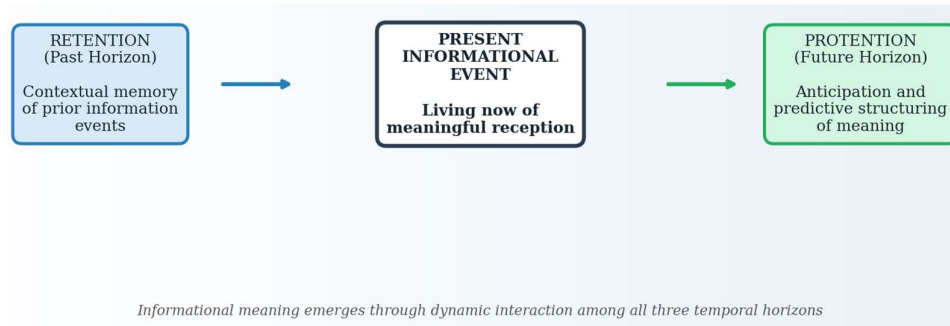 RETENTION
(Past Horizon)
Contextual memory
of prior information
events
PRESENT
INFORMATIONAL
EVENT
Living now of
meaningful reception
PROTENTION
(Future Horizon)
Anticipation and
predictive structuring
of meaning
Informational meaning emerges through dynamic interaction among all three temporal horizons